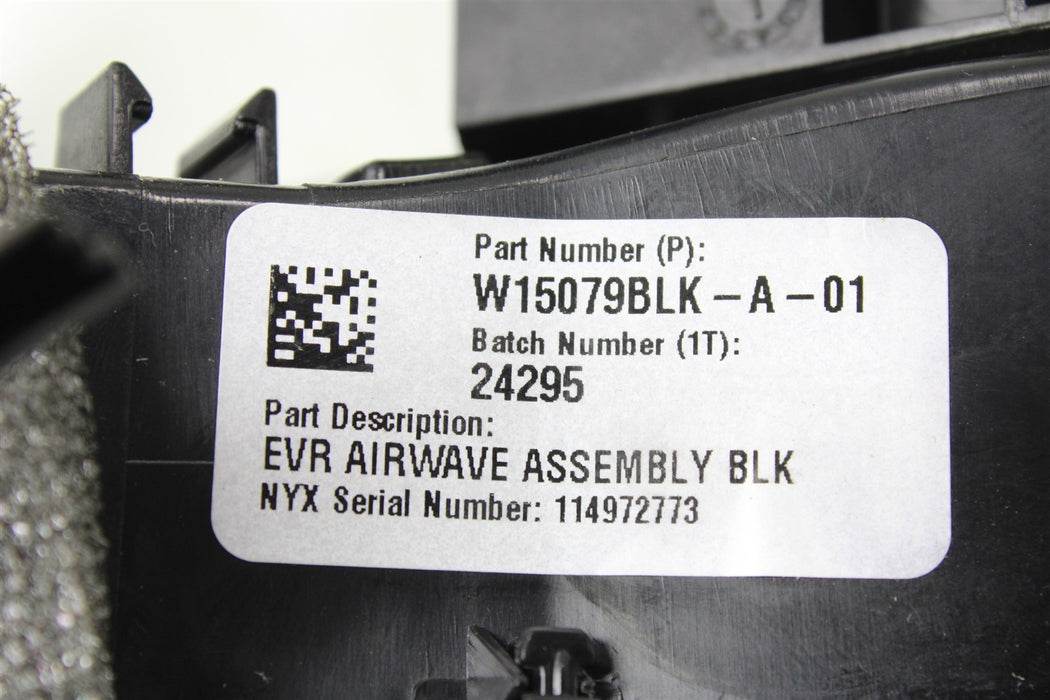 Part Number (P):
W15079BLK – A – 01
Batch Number (1T):
24295
Part Description:
EVR AIRWAVE ASSEMBLY BLK
NYX Serial Number: 114972773